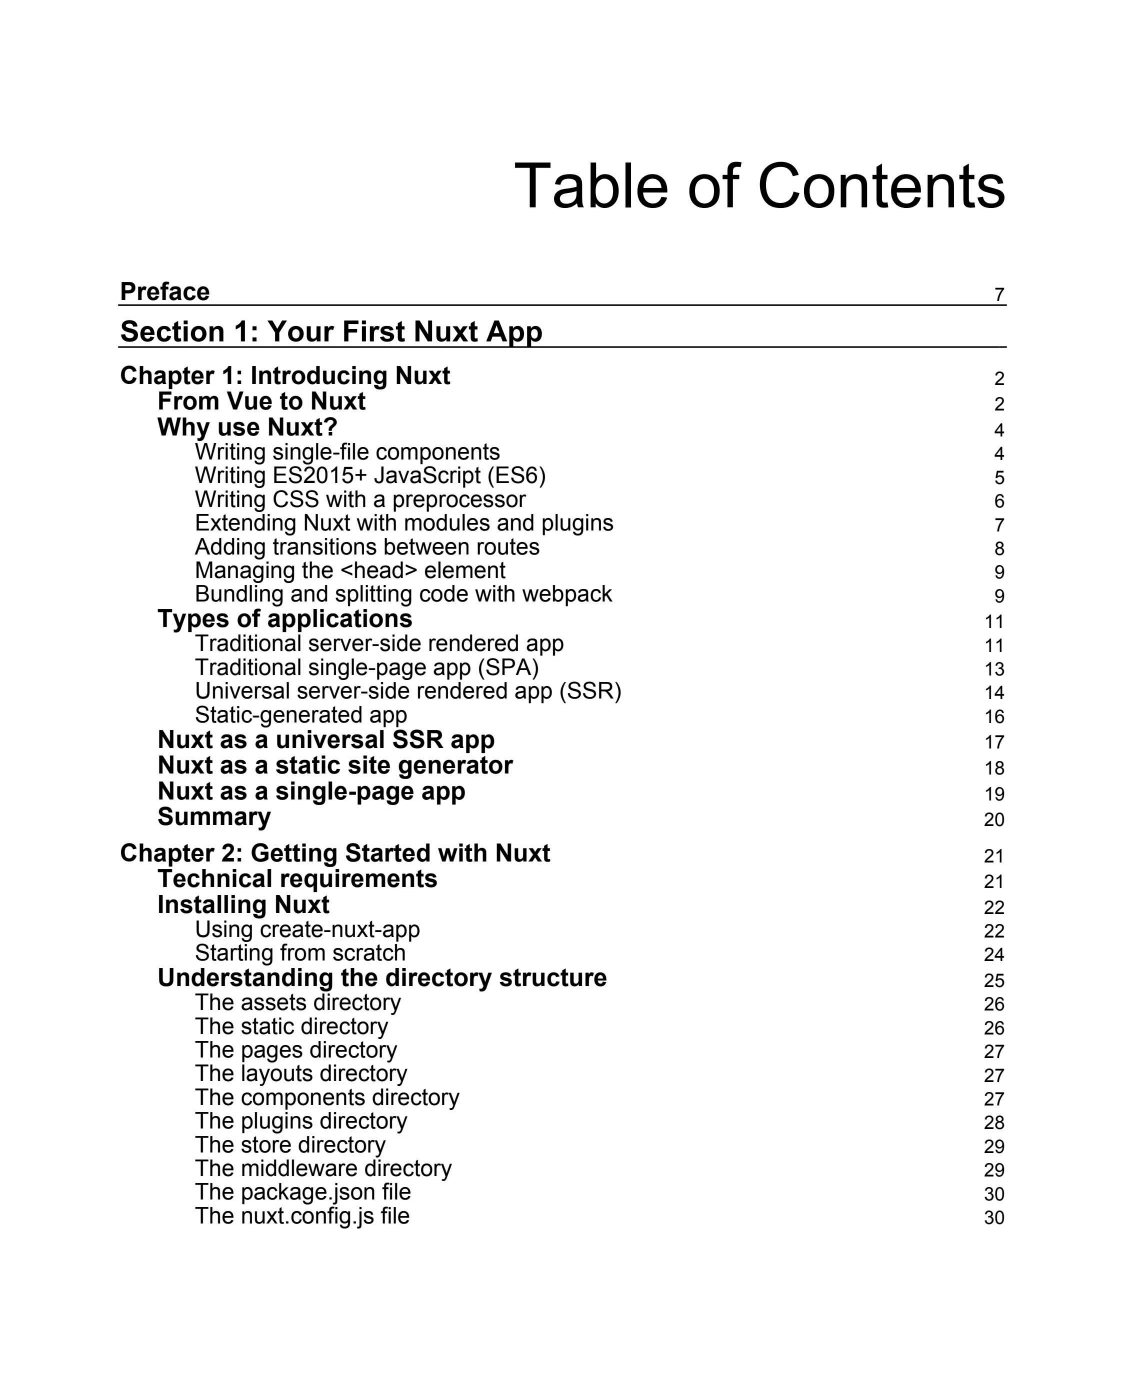 Table of Contents
Preface 7
Section 1: Your First Nuxt App
Chapter 1: Introducing Nuxt 2
From Vue to Nuxt 2
Why use Nuxt? 4
Writing single-file components 4
Writing ES2015+ JavaScript (ES6) 5
Writing CSS with a preprocessor 6
Extending Nuxt with modules and plugins 7
Adding transitions between routes 8
Managing the <head> element 9
Bundling and splitting code with webpack 9
Types of applications 11
Traditional server-side rendered app 11
Traditional single-page app (SPA) 13
Universal server-side rendered app (SSR) 14
Static-generated app 16
Nuxt as a universal SSR app 17
Nuxt as a static site generator 18
Nuxt as a single-page app 19
Summary 20
Chapter 2: Getting Started with Nuxt 21
Technical requirements 21
Installing Nuxt 22
Using create-nuxt-app 22
Starting from scratch 24
Understanding the directory structure 25
The assets directory 26
The static directory 26
The pages directory 27
The layouts directory 27
The components directory 27
The plugins directory 28
The store directory 29
The middleware directory 29
The package.json file 30
The nuxt.config.js file 30